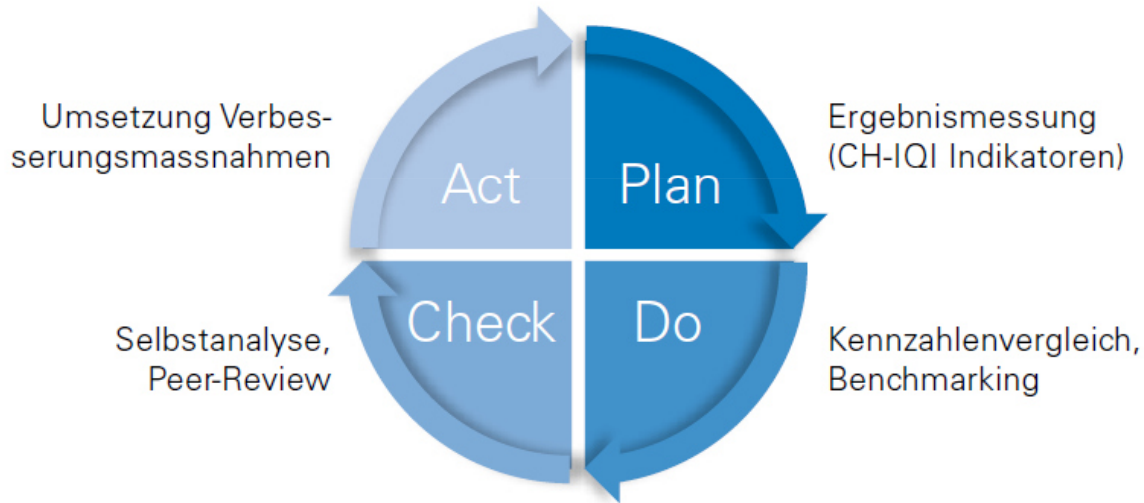 Umsetzung Verbes-
serungsmassnahmen
Act
Plan
Ergebnismessung
(CH-IQI Indikatoren)
Selbstanalyse,
Peer-Review
Check
Do
Kennzahlenvergleich,
Benchmarking